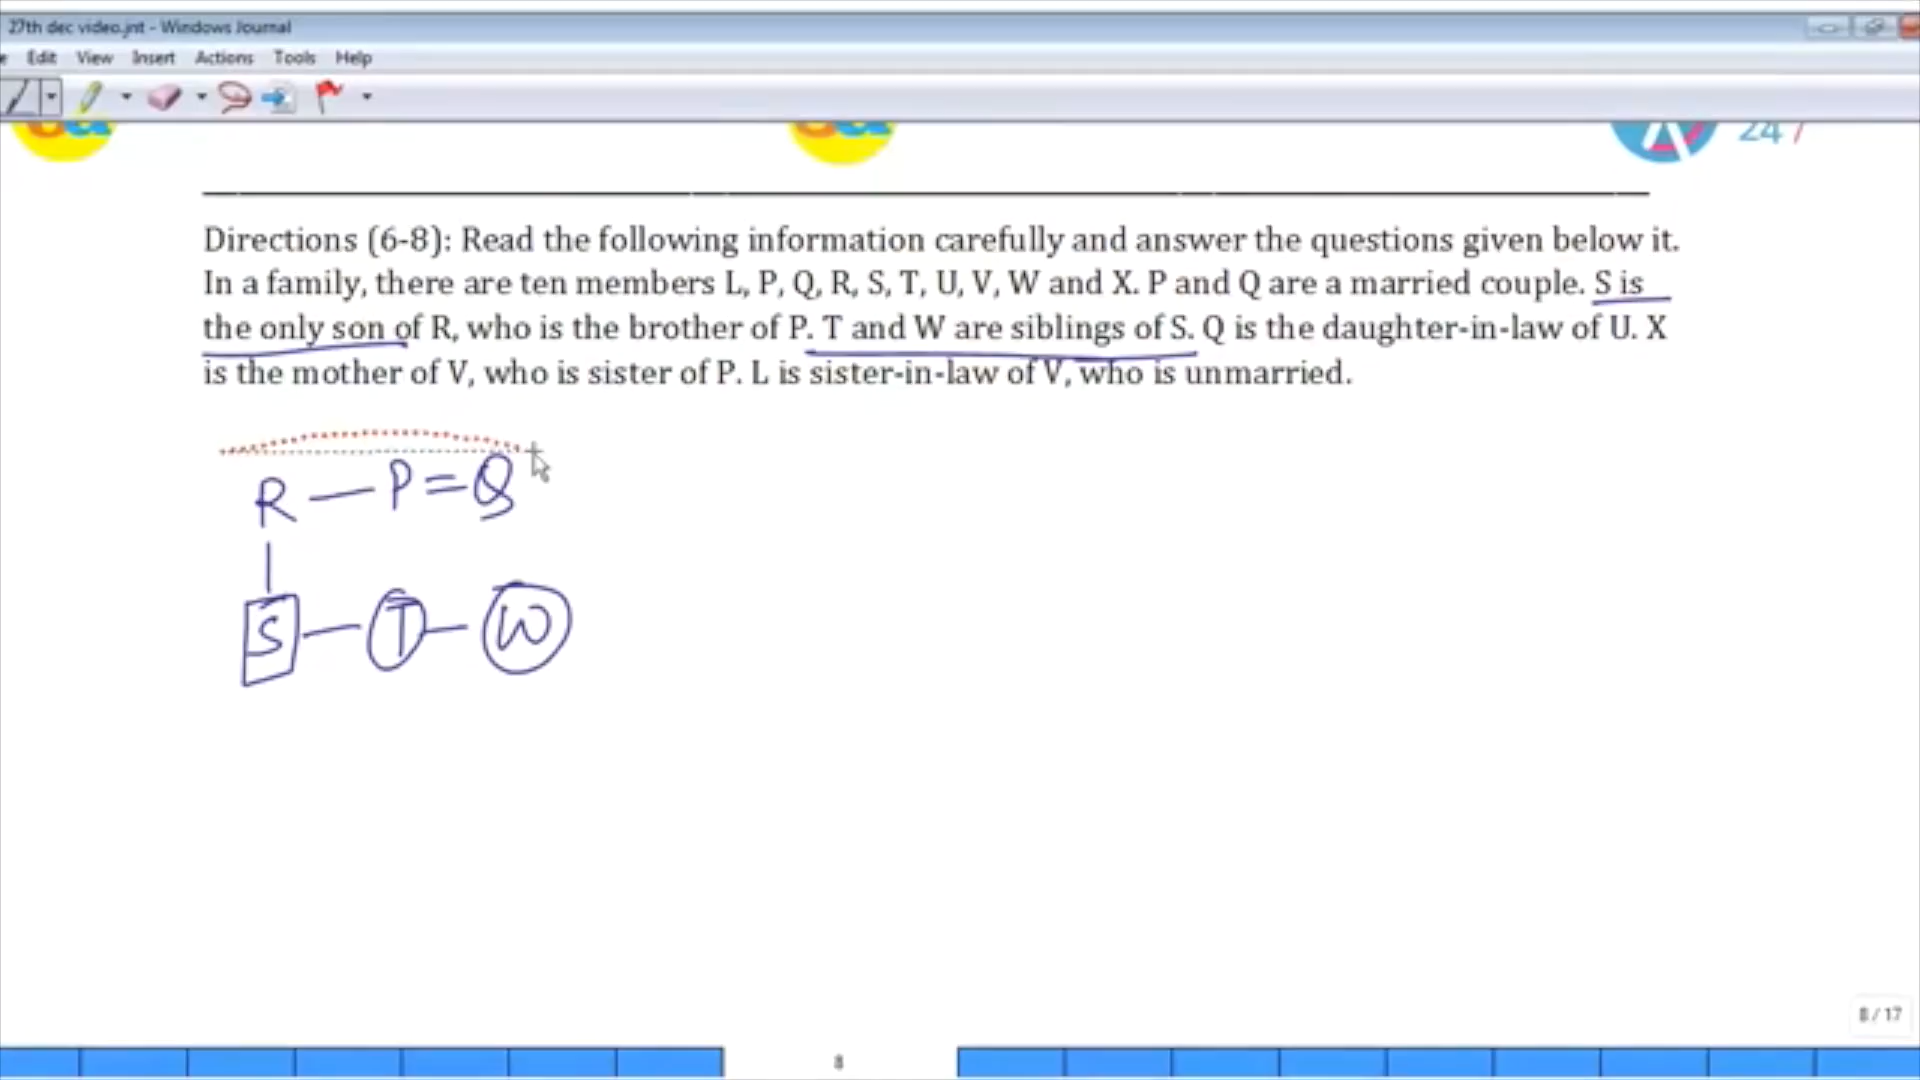 27th dec video.jnt - Windows Journal
e Edit View Insert Actions Tools Help
24 7
Directions (6-8): Read the following information carefully and answer the questions given below it.
In a family, there are ten members L, P, Q, R, S, T, U, V, W and X. P and Q are a married couple. S is
the only son of R, who is the brother of P. T and W are siblings of S. Q is the daughter-in-law of U. X
is the mother of V, who is sister of P. L is sister-in-law of V, who is unmarried.
R — P = Q
S — T — W
8 / 17
8